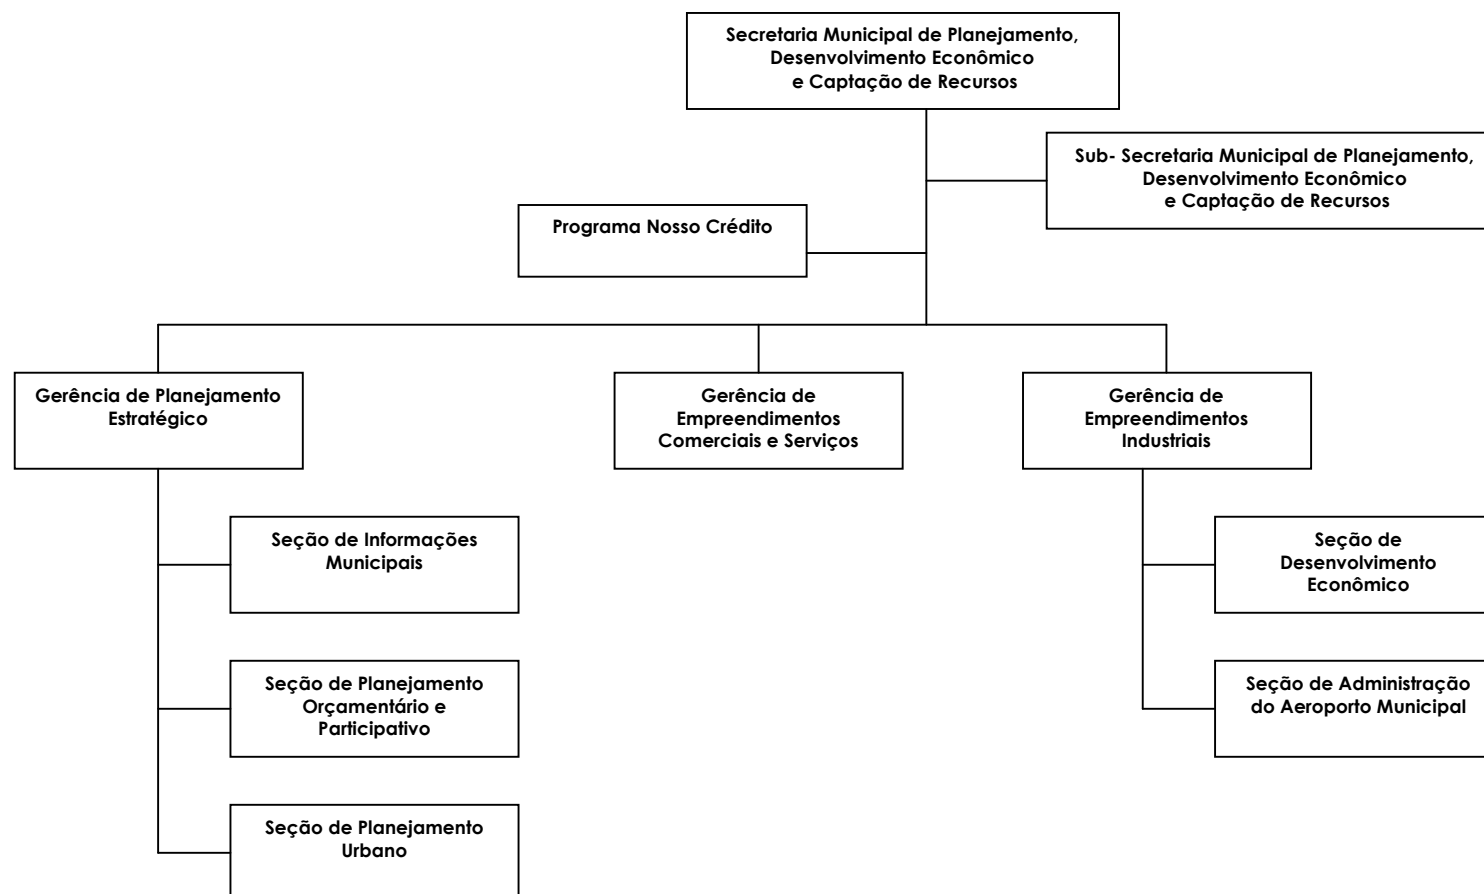 Secretaria Municipal de Planejamento,
Desenvolvimento Econômico
e Captação de Recursos
Sub- Secretaria Municipal de Planejamento,
Desenvolvimento Econômico
e Captação de Recursos
Programa Nosso Crédito
Gerência de Planejamento
Estratégico
Gerência de
Empreendimentos
Comerciais e Serviços
Gerência de
Empreendimentos
Industriais
Seção de Informações
Municipais
Seção de
Desenvolvimento
Econômico
Seção de Planejamento
Orçamentário e
Participativo
Seção de Administração
do Aeroporto Municipal
Seção de Planejamento
Urbano